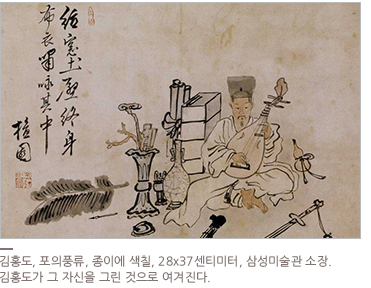 紙窓土壁終身
布衣嘯詠其中
檀園
김홍도, 포의풍류, 종이에 색칠, 28x37센티미터, 삼성미술관 소장.
김홍도가 그 자신을 그린 것으로 여겨진다.